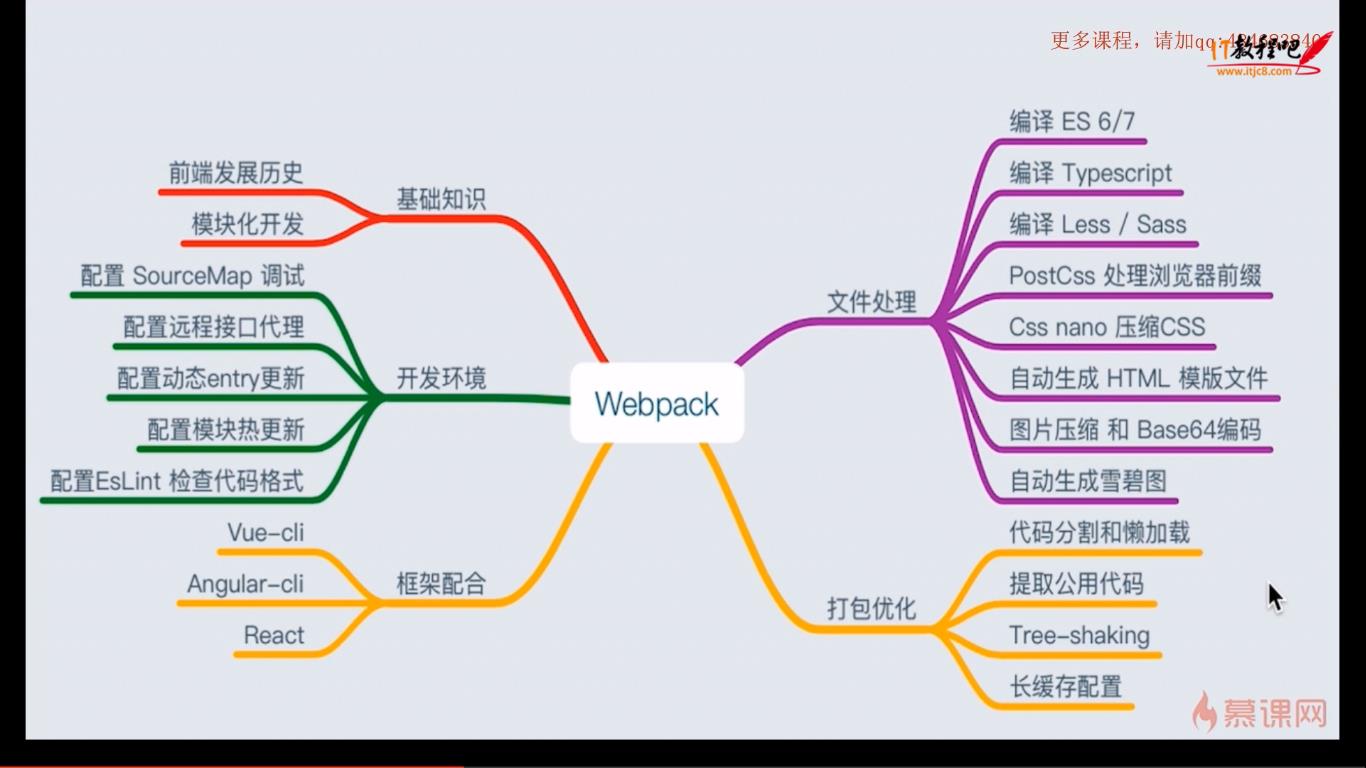 更多课程，请加qq:
IT教程吧
www.itjc8.com
Webpack
基础知识
前端发展历史
模块化开发
开发环境
配置 SourceMap 调试
配置远程接口代理
配置动态entry更新
配置模块热更新
配置EsLint 检查代码格式
框架配合
Vue-cli
Angular-cli
React
文件处理
编译 ES 6/7
编译 Typescript
编译 Less / Sass
PostCss 处理浏览器前缀
Css nano 压缩CSS
自动生成 HTML 模版文件
图片压缩 和 Base64编码
自动生成雪碧图
打包优化
代码分割和懒加载
提取公用代码
Tree-shaking
长缓存配置
慕课网